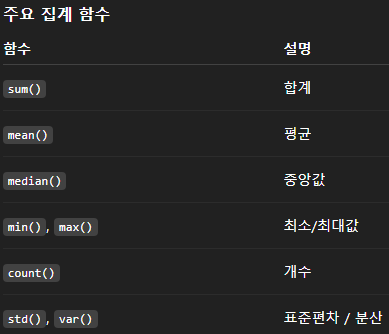 주요 집계 함수
함수 설명
sum() 합계
mean() 평균
median() 중앙값
min(), max() 최소/최대값
count() 개수
std(), var() 표준편차 / 분산